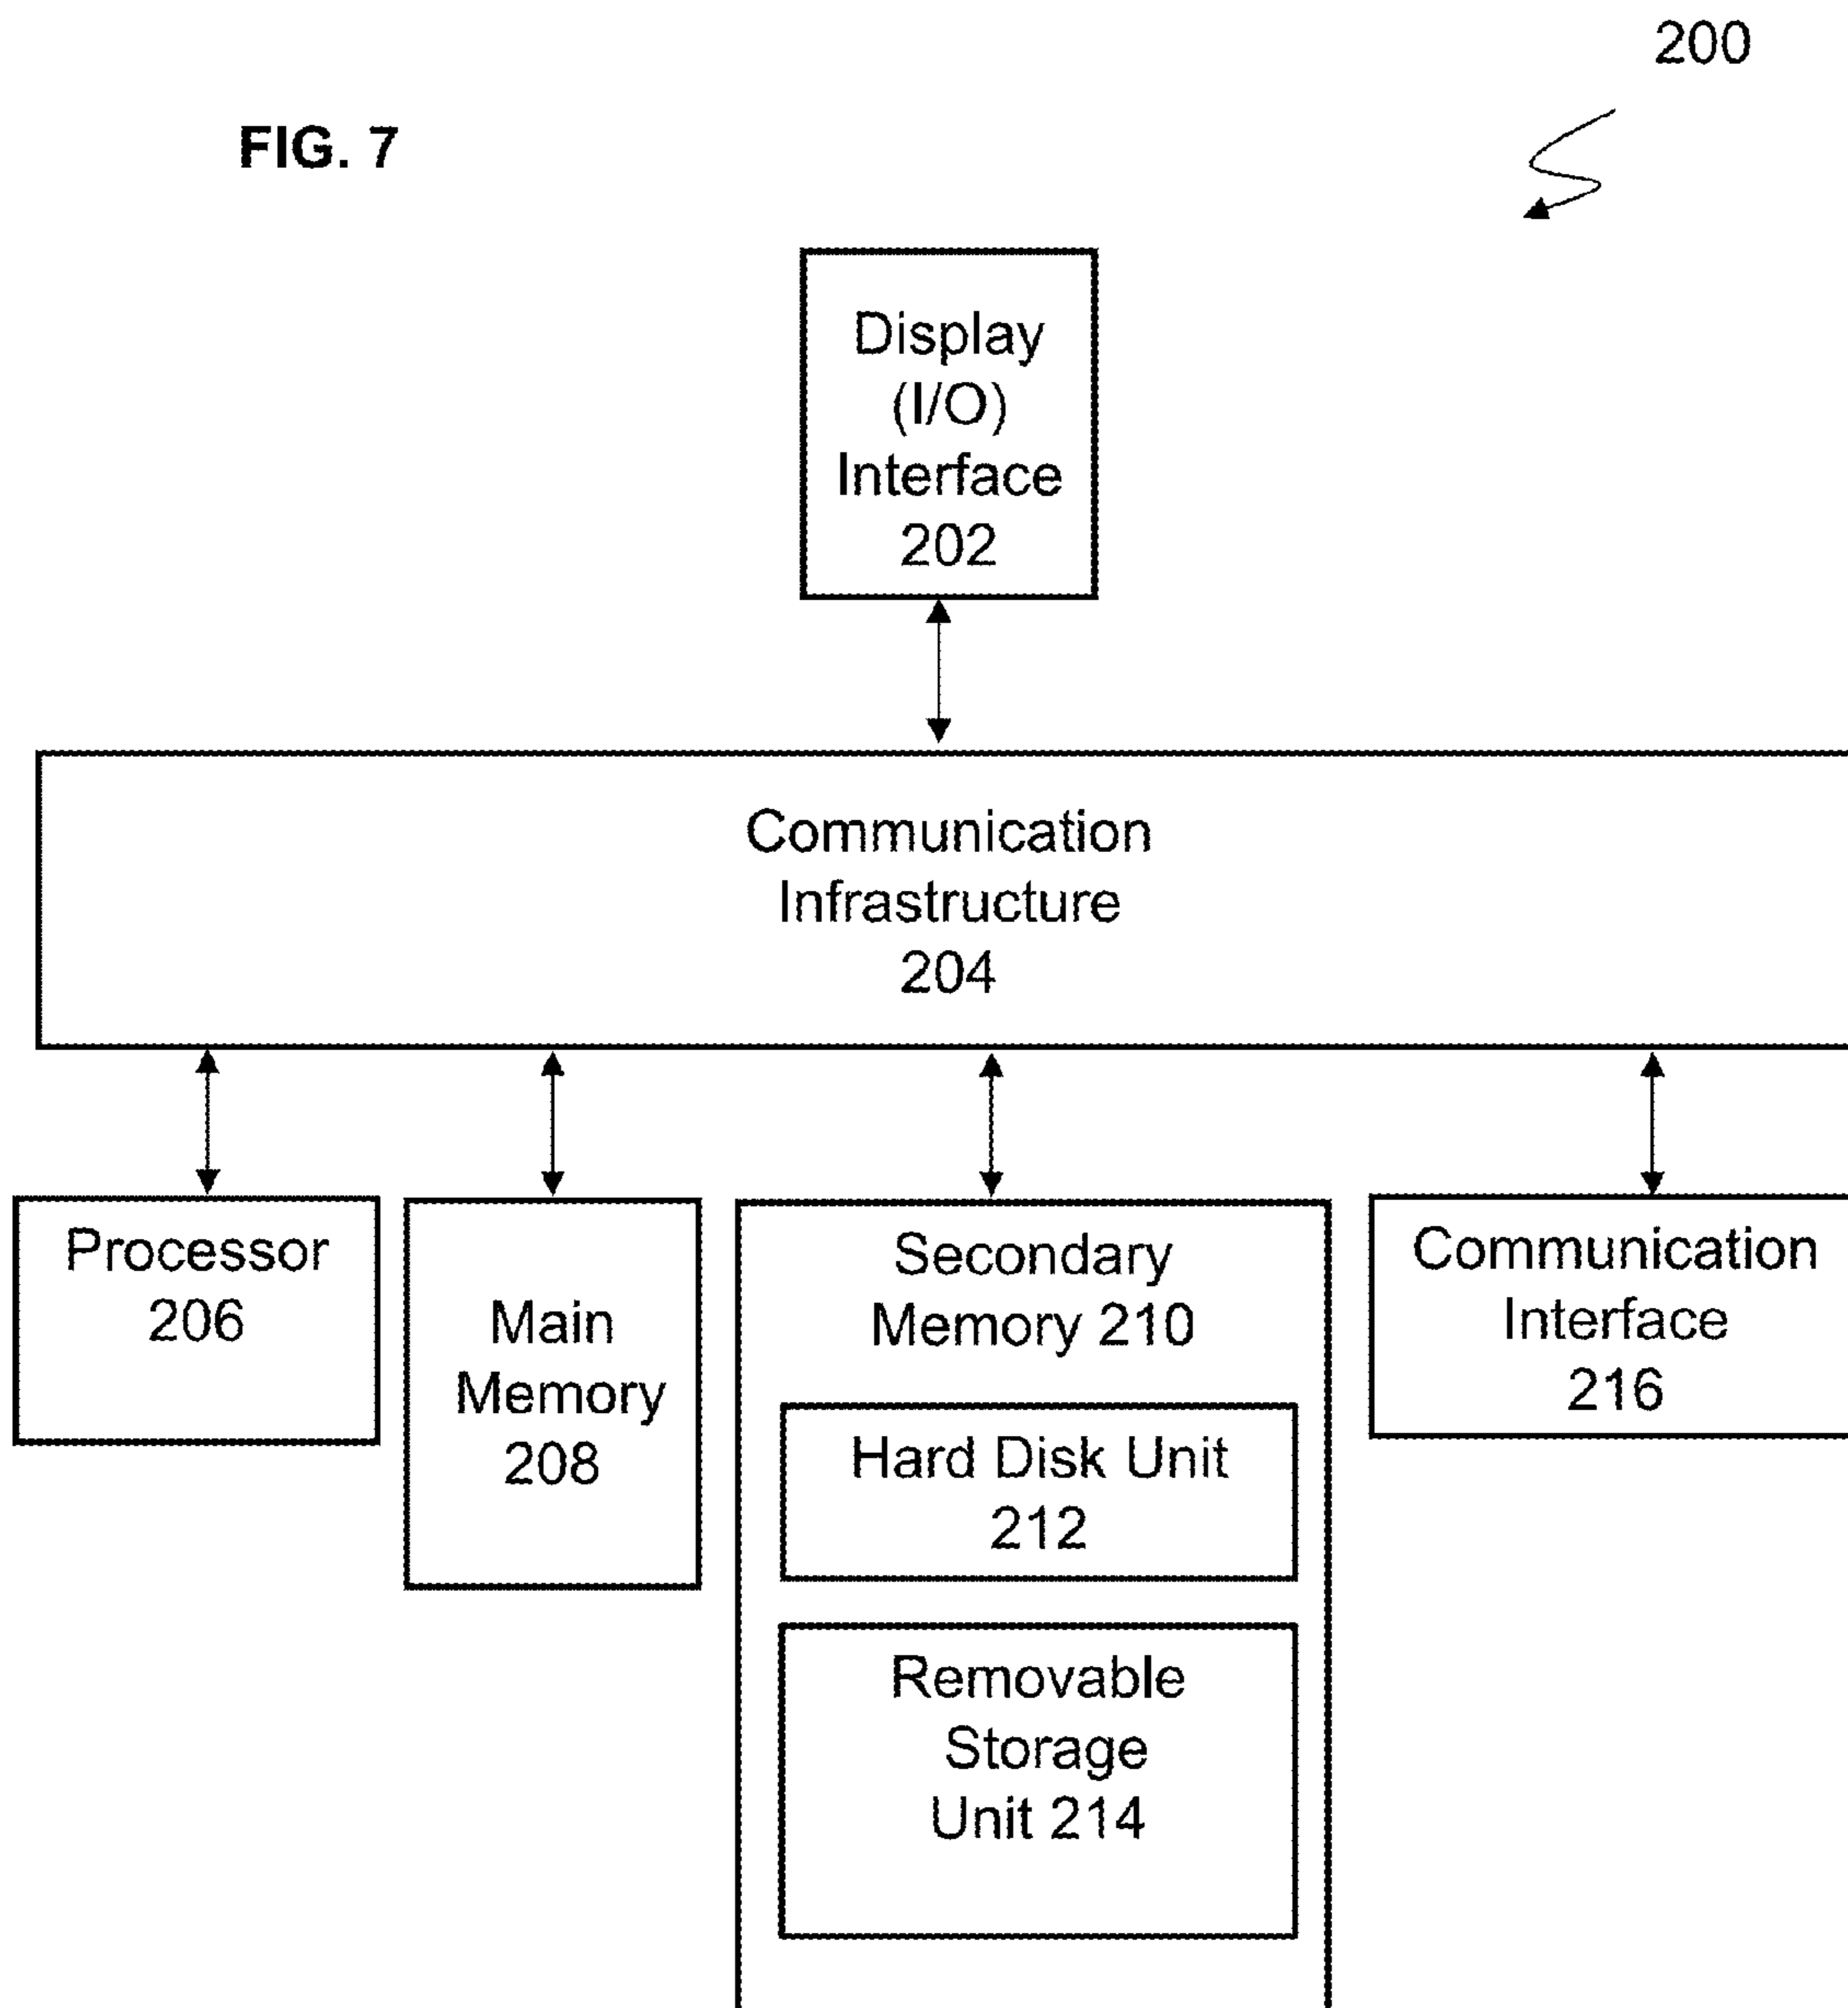 200
FIG. 7
Display
(I/O)
Interface
202
Communication
Infrastructure
204
Processor
206
Main
Memory
208
Secondary
Memory 210
Hard Disk Unit
212
Removable
Storage
Unit 214
Communication
Interface
216